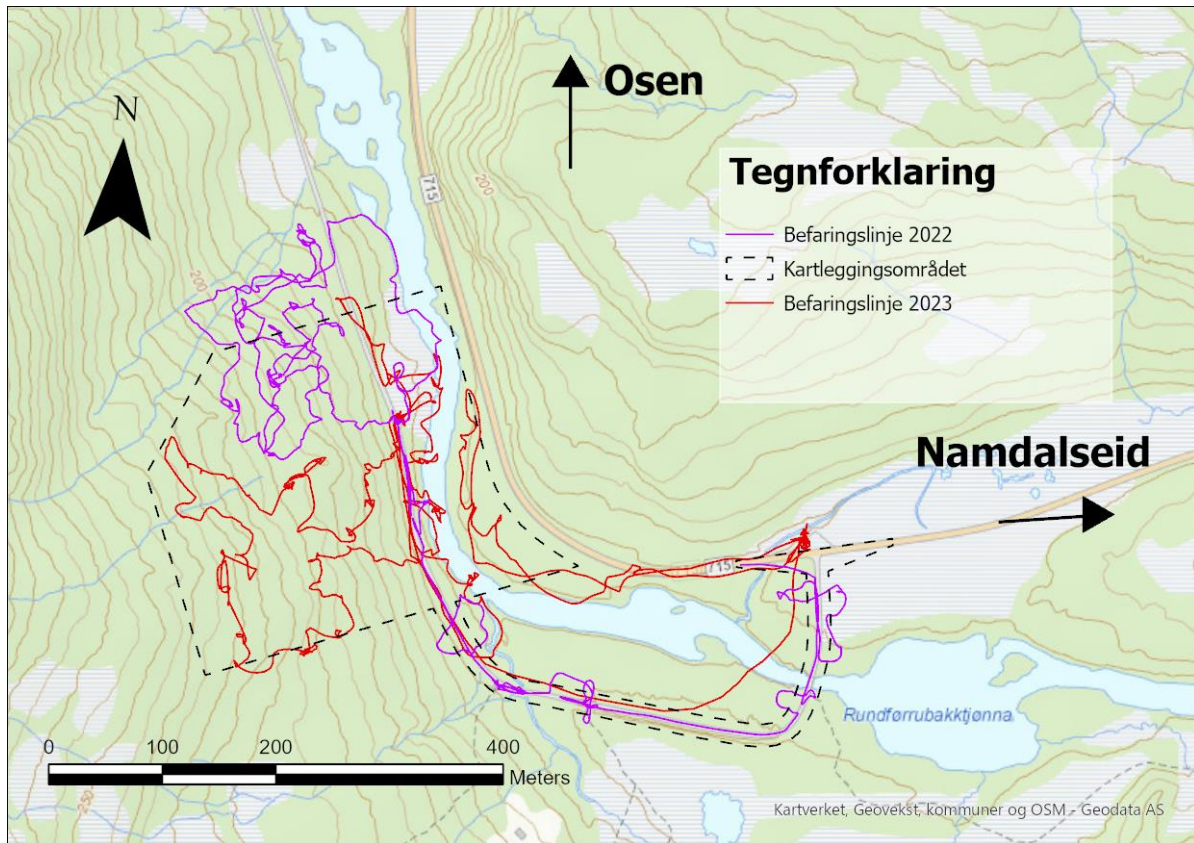 Osen
N
715
200
Tegnforklaring
Befaringslinje 2022
Kartleggingsområdet
Befaringslinje 2023
200
Namdalseid
715
Rundførrubakktjønna
0 100 200 400
Meters
250
Kartverket, Geovekst, kommuner og OSM - Geodata AS